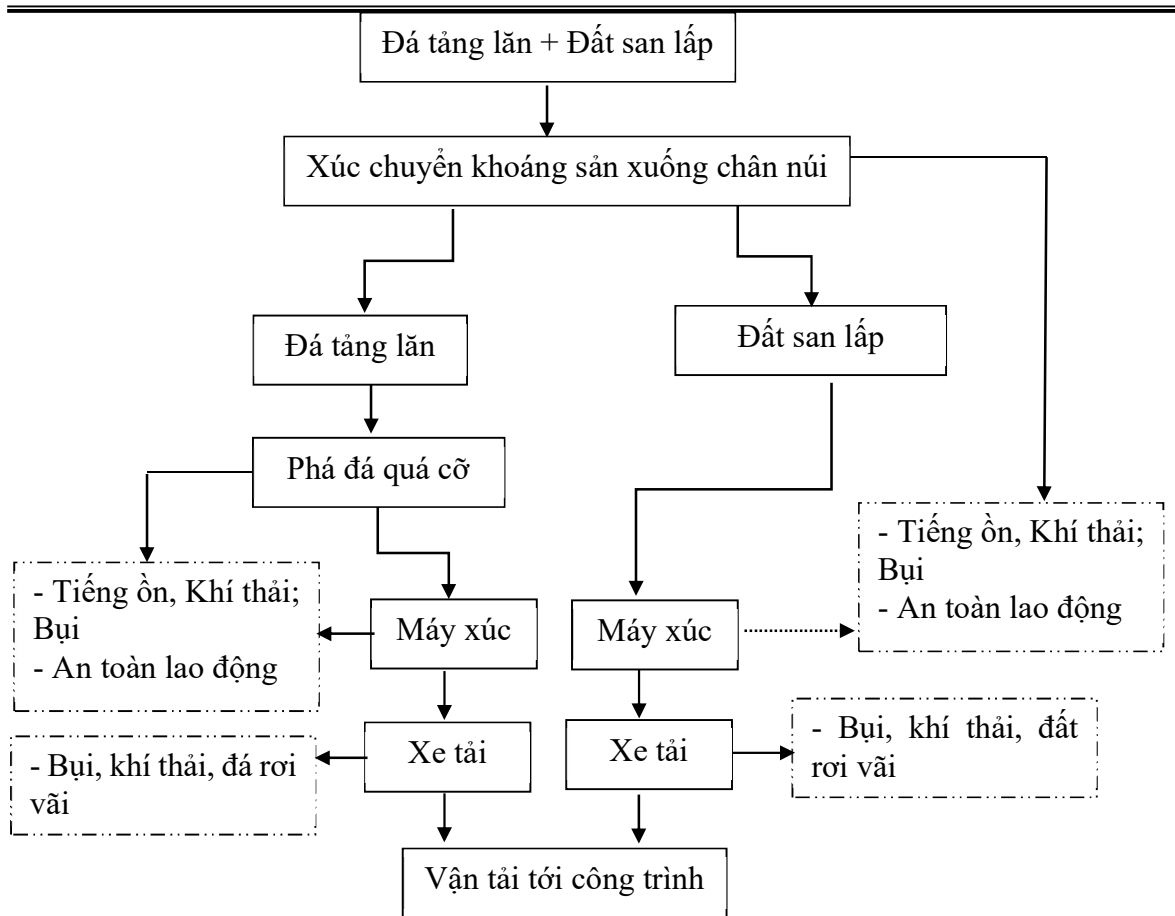 Đá tảng lăn + Đất san lấp
Xúc chuyển khoáng sản xuống chân núi
Đá tảng lăn
Đất san lấp
Phá đá quá cỡ
- Tiếng ồn, Khí thải;
Bụi
- An toàn lao động
- Tiếng ồn, Khí thải;
Bụi
- An toàn lao động
Máy xúc
Máy xúc
- Bụi, khí thải, đá rơi
vãi
Xe tải
Xe tải
- Bụi, khí thải, đất
rơi vãi
Vận tải tới công trình